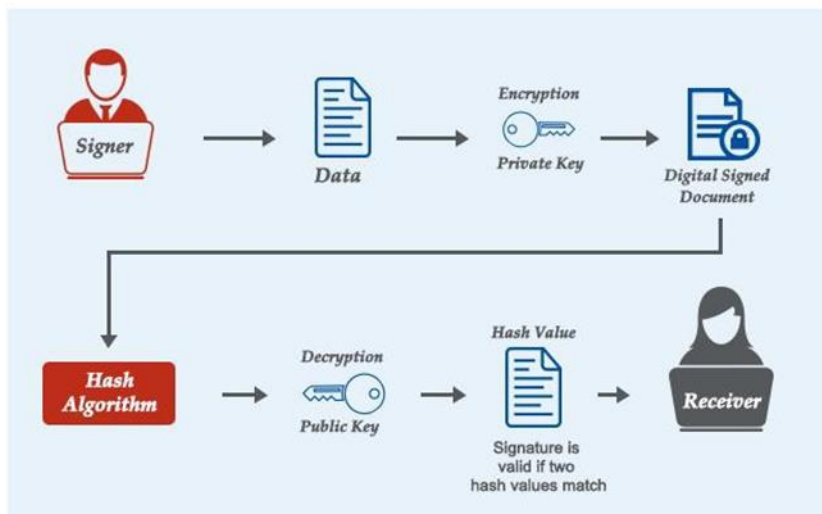 Signer
Data
Encryption
Private Key
Digital Signed
Document
Hash
Algorithm
Decryption
Public Key
Hash Value
Signature is
valid if two
hash values match
Receiver